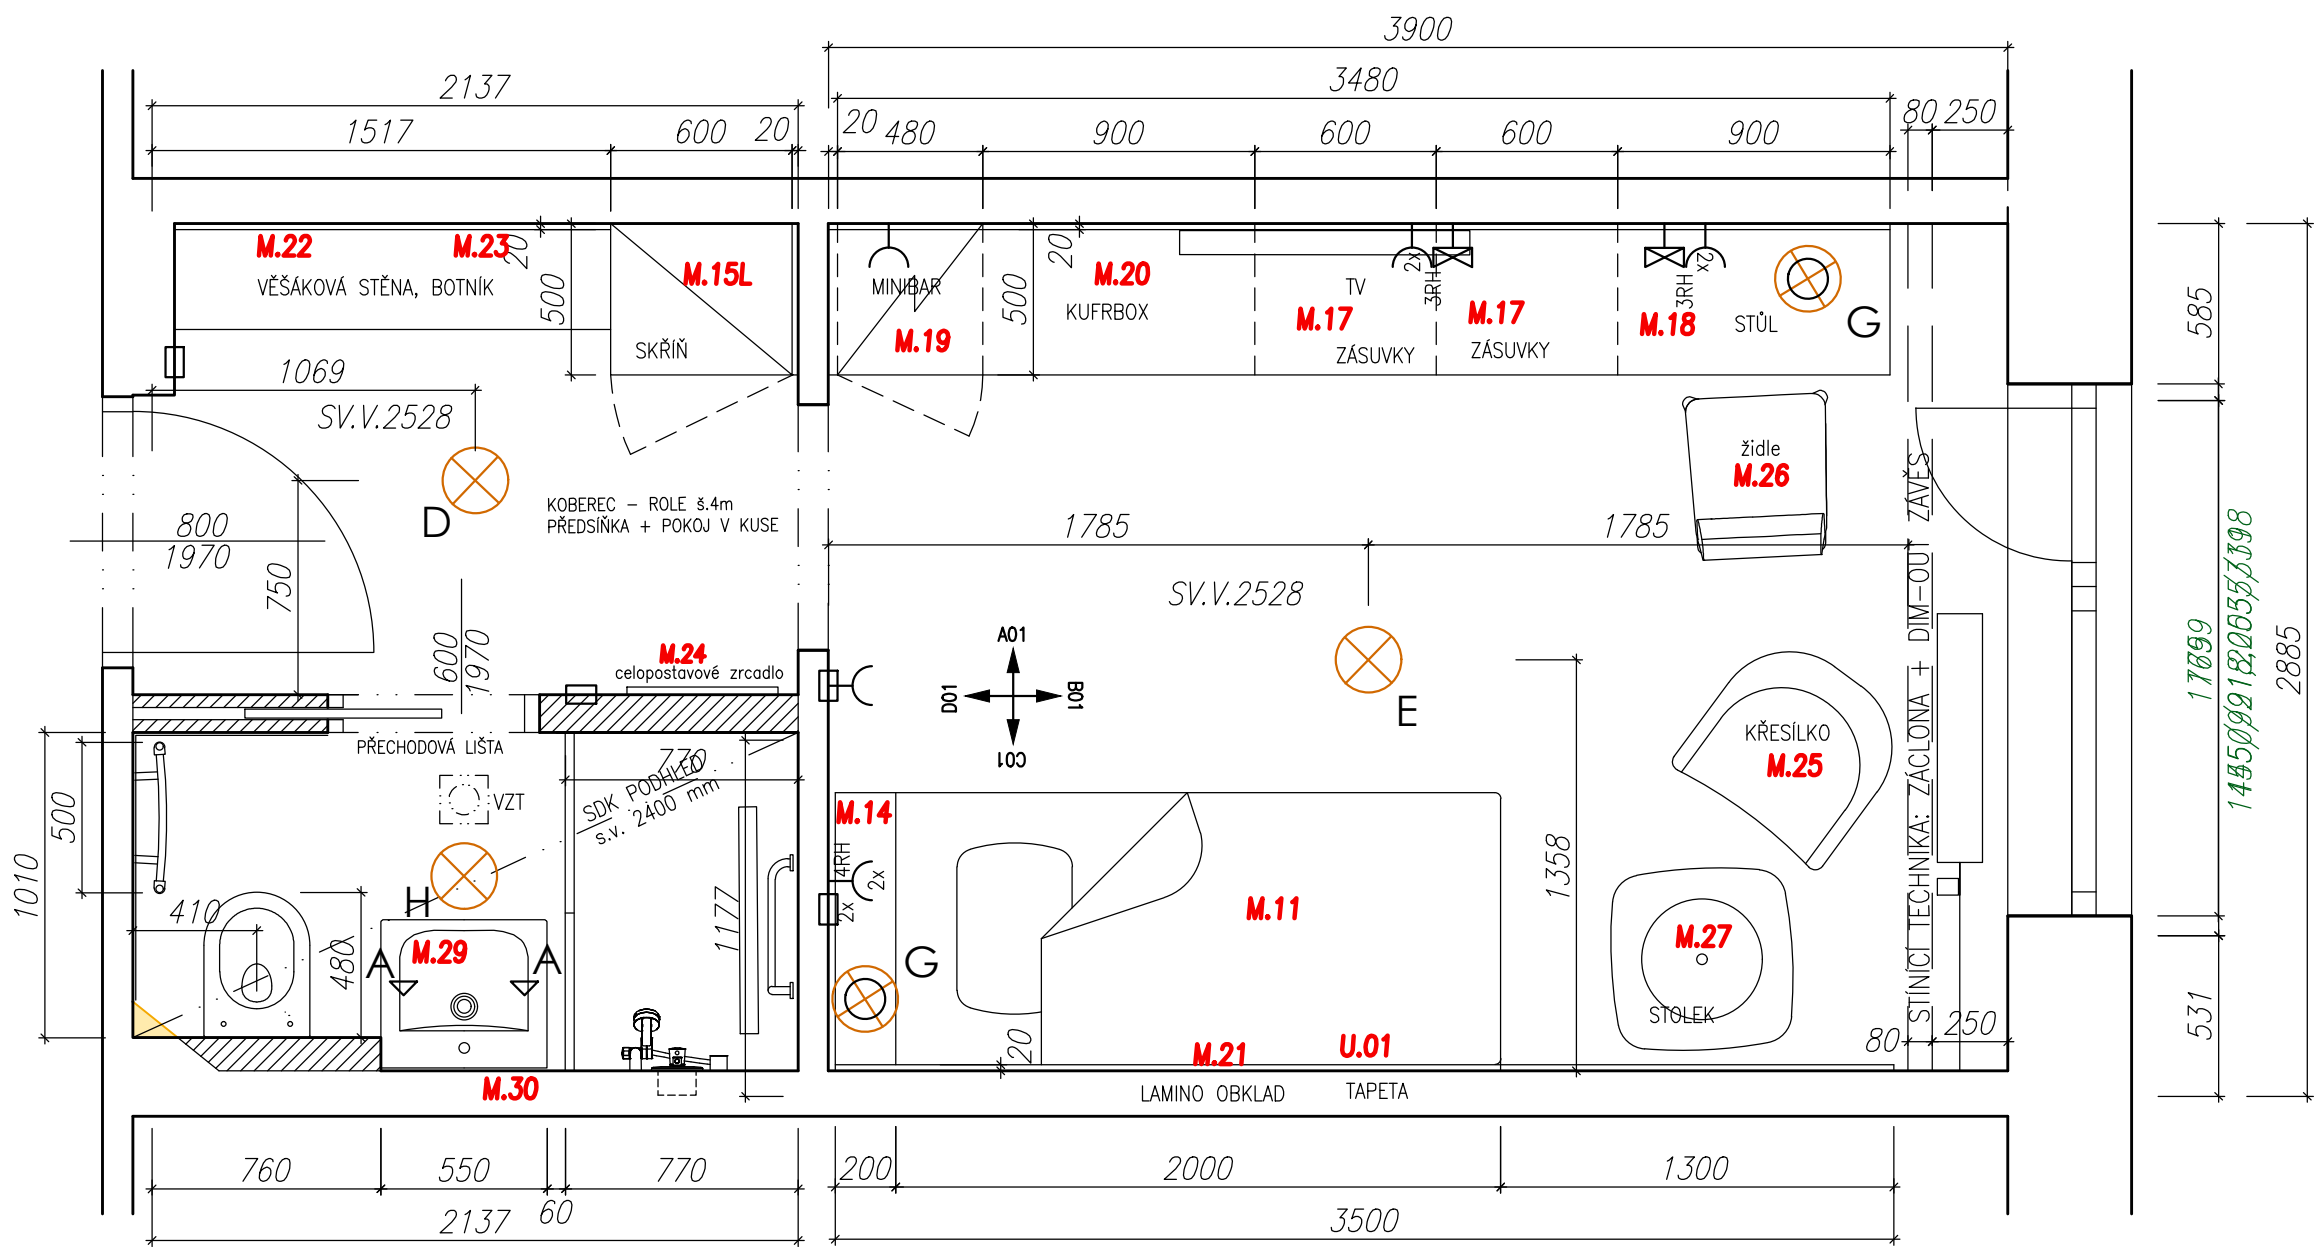 3900
2137
3480
1517
600
20
20
480
900
600
600
900
80
250
M.22
M.23
VĚŠÁKOVÁ STĚNA, BOTNÍK
20
500
M.15L
SKŘÍŇ
MINIBAR
M.19
500
20
M.20
KUFRBOX
TV
M.17
ZÁSUVKY
2x
3RH
M.17
ZÁSUVKY
3RH
2x
M.18
STŮL
G
585
1069
SV.V.2528
D
800
1970
750
KOBEREC – ROLE š.4m
PŘEDSÍŇKA + POKOJ V KUSE
600
1970
M.24
celopostavové zrcadlo
židle
M.26
1785
1785
SV.V.2528
A01
B01
C01
D01
E
STÍNÍCÍ TECHNIKA: ZÁCLONA + DIM-OU ZÁVĚS
2885
PŘECHODOVÁ LIŠTA
VZT
770
SDK PODHLED
s.v. 2400 mm
500
1010
410
480
H
A
M.29
A
1177
M.30
M.14
4RH
2x
2x
G
M.11
1358
KŘESÍLKO
M.25
M.27
STOLEK
20
M.21
U.01
LAMINO OBKLAD
TAPETA
80
250
531
760
550
60
770
2137
200
2000
1300
3500